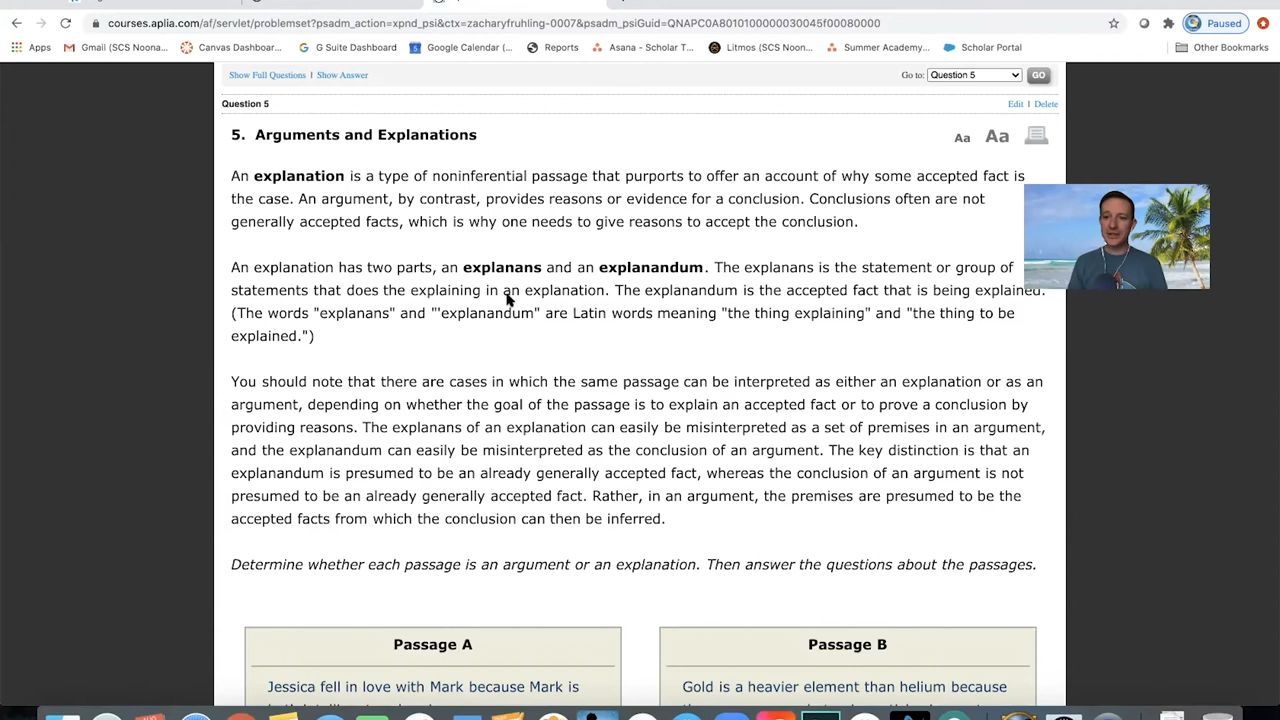 courses.aplia.com/af/servlet/problemset?psadm_action=xpnd_psi&ctx=zacharyfruhling-0007&psadm_psiGuid=QNAPC0A8010100000030045f00080000
Paused
Apps
Gmail (SCS Noona...
Canvas Dashboar...
G Suite Dashboard
Google Calendar (...
Reports
Asana - Scholar T...
Litmos (SCS Noon...
Summer Academy...
Scholar Portal
Other Bookmarks
Show Full Questions | Show Answer
Go to: Question 5 GO
Question 5
Edit | Delete
5. Arguments and Explanations
Aa Aa
An explanation is a type of noninferential passage that purports to offer an account of why some accepted fact is
the case. An argument, by contrast, provides reasons or evidence for a conclusion. Conclusions often are not
generally accepted facts, which is why one needs to give reasons to accept the conclusion.
An explanation has two parts, an explanans and an explanandum. The explanans is the statement or group of
statements that does the explaining in an explanation. The explanandum is the accepted fact that is being explained.
(The words "explanans" and "'explanandum" are Latin words meaning "the thing explaining" and "the thing to be
explained.")
You should note that there are cases in which the same passage can be interpreted as either an explanation or as an
argument, depending on whether the goal of the passage is to explain an accepted fact or to prove a conclusion by
providing reasons. The explanans of an explanation can easily be misinterpreted as a set of premises in an argument,
and the explanandum can easily be misinterpreted as the conclusion of an argument. The key distinction is that an
explanandum is presumed to be an already generally accepted fact, whereas the conclusion of an argument is not
presumed to be an already generally accepted fact. Rather, in an argument, the premises are presumed to be the
accepted facts from which the conclusion can then be inferred.
Determine whether each passage is an argument or an explanation. Then answer the questions about the passages.
Passage A
Jessica fell in love with Mark because Mark is
Passage B
Gold is a heavier element than helium because